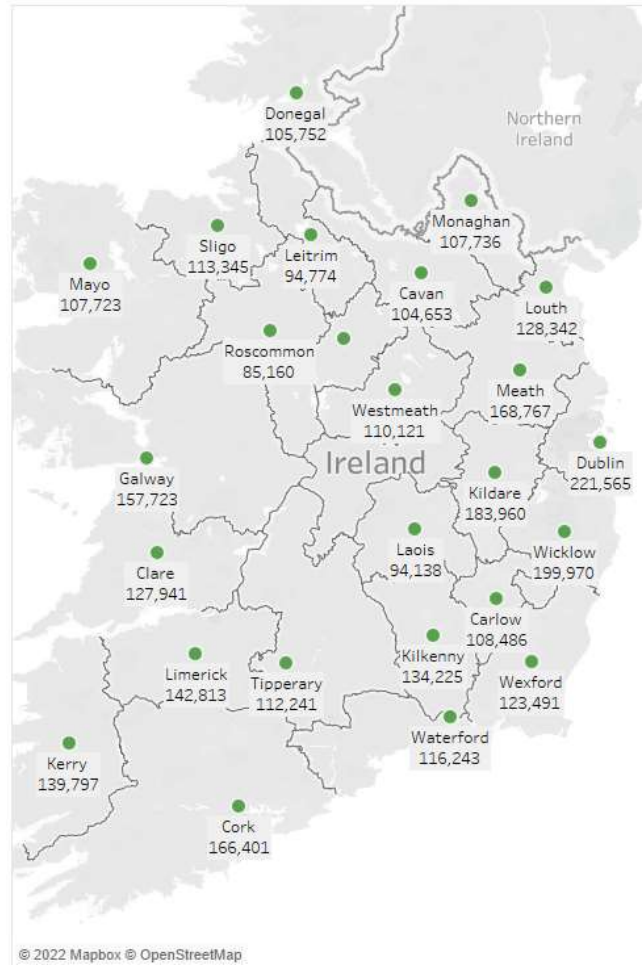 Donegal
105,752
Northern
Ireland
Monaghan
107,736
Sligo
113,345
Leitrim
94,774
Mayo
107,723
Cavan
104,653
Louth
128,342
Roscommon
85,160
Meath
168,767
Westmeath
110,121
Dublin
221,565
Ireland
Galway
157,723
Kildare
183,960
Laois
94,138
Wicklow
199,970
Clare
127,941
Carlow
108,486
Limerick
142,813
Tipperary
112,241
Kilkenny
134,225
Wexford
123,491
Waterford
116,243
Kerry
139,797
Cork
166,401
© 2022 Mapbox © OpenStreetMap